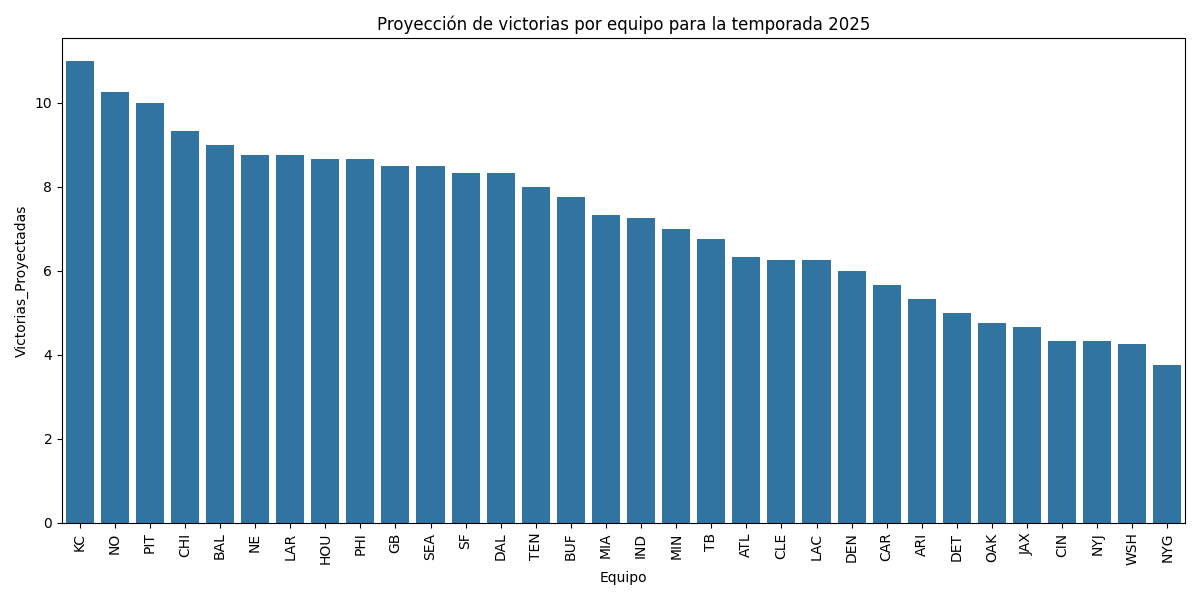 Proyección de victorias por equipo para la temporada 2025
Victorias_Proyectadas
10
8
6
4
2
0
KC
NO
PIT
CHI
BAL
NE
LAR
HOU
PHI
GB
SEA
SF
DAL
TEN
BUF
MIA
IND
MIN
TB
ATL
CLE
LAC
DEN
CAR
ARI
DET
OAK
JAX
CIN
NYJ
WSH
NYG
Equipo